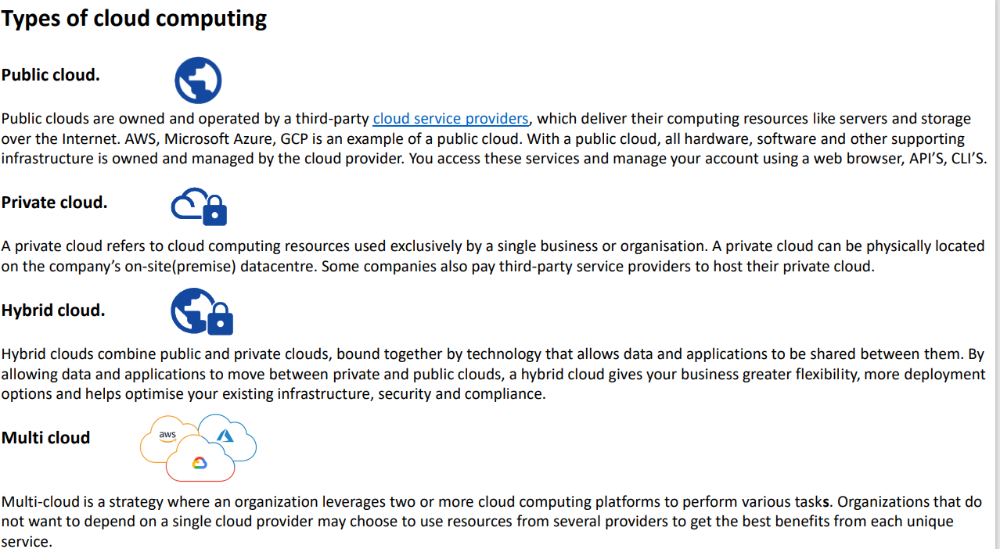 Types of cloud computing
Public cloud.
Public clouds are owned and operated by a third-party cloud service providers, which deliver their computing resources like servers and storage
over the Internet. AWS, Microsoft Azure, GCP is an example of a public cloud. With a public cloud, all hardware, software and other supporting
infrastructure is owned and managed by the cloud provider. You access these services and manage your account using a web browser, API’S, CLI’S.
Private cloud.
A private cloud refers to cloud computing resources used exclusively by a single business or organisation. A private cloud can be physically located
on the company’s on-site(premise) datacentre. Some companies also pay third-party service providers to host their private cloud.
Hybrid cloud.
Hybrid clouds combine public and private clouds, bound together by technology that allows data and applications to be shared between them. By
allowing data and applications to move between private and public clouds, a hybrid cloud gives your business greater flexibility, more deployment
options and helps optimise your existing infrastructure, security and compliance.
Multi cloud
aws
Multi-cloud is a strategy where an organization leverages two or more cloud computing platforms to perform various tasks. Organizations that do
not want to depend on a single cloud provider may choose to use resources from several providers to get the best benefits from each unique
service.